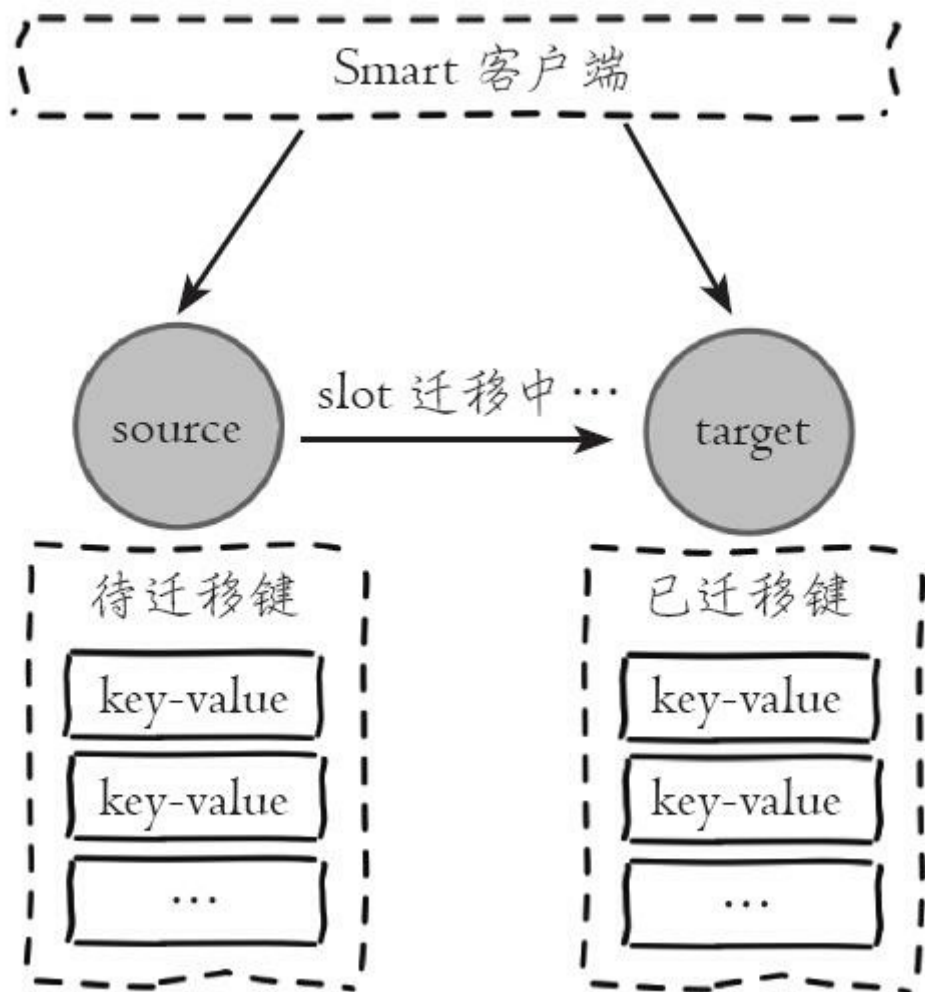 Smart 客户端
slot 迁移中…
source
target
待迁移键
key-value
key-value
…
已迁移键
key-value
key-value
…